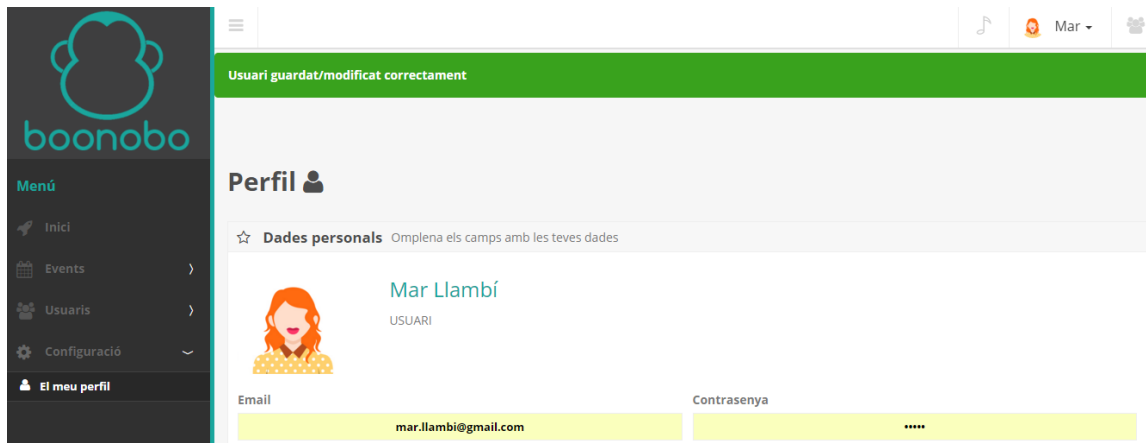 boonobo
Mar
Usuari guardat/modificat correctament
Menú
Inici
Events
Usuaris
Configuració
El meu perfil
Perfil
Dades personals Omplena els camps amb les teves dades
Mar Llambí
USUARI
Email Contrasenya
mar.llambi@gmail.com •••••